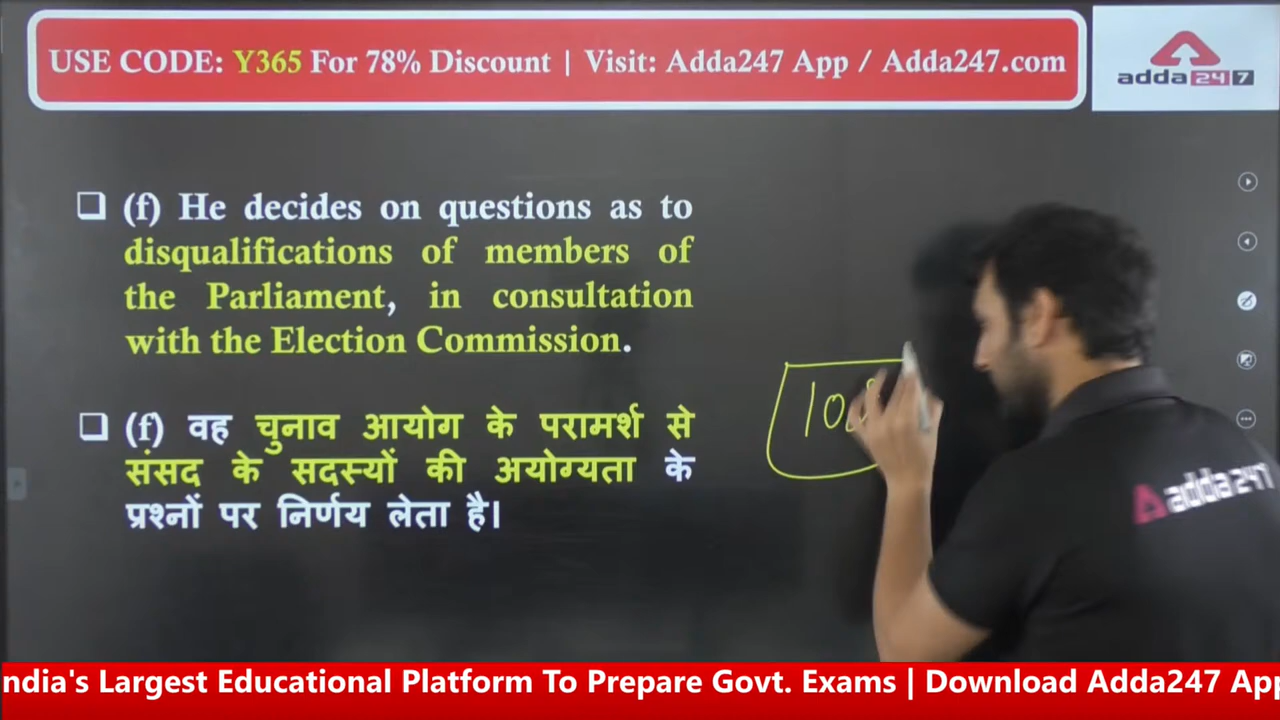 USE CODE: Y365 For 78% Discount | Visit: Adda247 App / Adda247.com
adda247
❑ (f) He decides on questions as to
disqualifications of members of
the Parliament, in consultation
with the Election Commission.
❑ (f) वह चुनाव आयोग के परामर्श से
संसद के सदस्यों की अयोग्यता के
प्रश्नों पर निर्णय लेता है।
adda247
ndia's Largest Educational Platform To Prepare Govt. Exams | Download Adda247 App